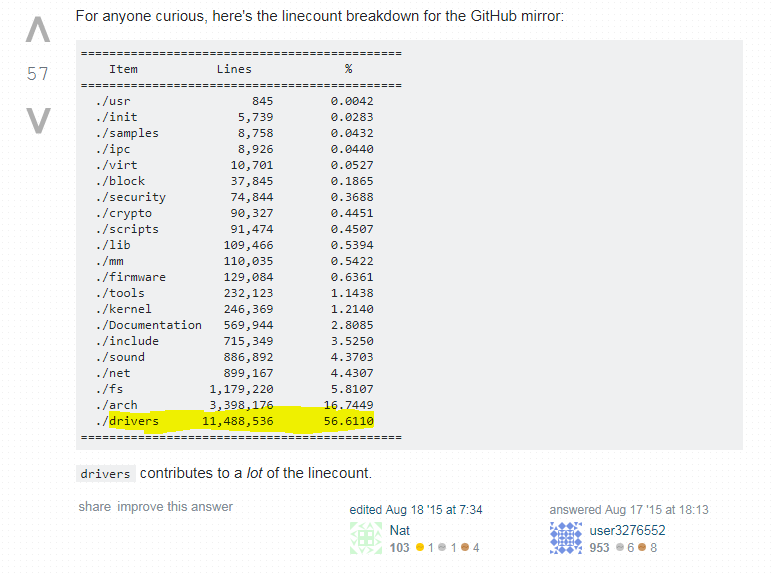 For anyone curious, here's the linecount breakdown for the GitHub mirror:
57
================================================
Item Lines %
================================================
./usr 845 0.0042
./init 5,739 0.0283
./samples 8,758 0.0432
./ipc 8,926 0.0440
./virt 10,701 0.0527
./block 37,845 0.1865
./security 74,844 0.3688
./crypto 90,327 0.4451
./scripts 91,474 0.4507
./lib 109,466 0.5394
./mm 110,035 0.5422
./firmware 129,084 0.6361
./tools 232,123 1.1438
./kernel 246,369 1.2140
./Documentation 569,944 2.8085
./include 715,349 3.5250
./sound 886,892 4.3703
./net 899,167 4.4307
./fs 1,179,220 5.8107
./arch 3,398,176 16.7449
./drivers 11,488,536 56.6110
================================================
drivers contributes to a lot of the linecount.
share improve this answer
edited Aug 18 '15 at 7:34
Nat
103 1 1 4
answered Aug 17 '15 at 18:13
user3276552
953 6 8